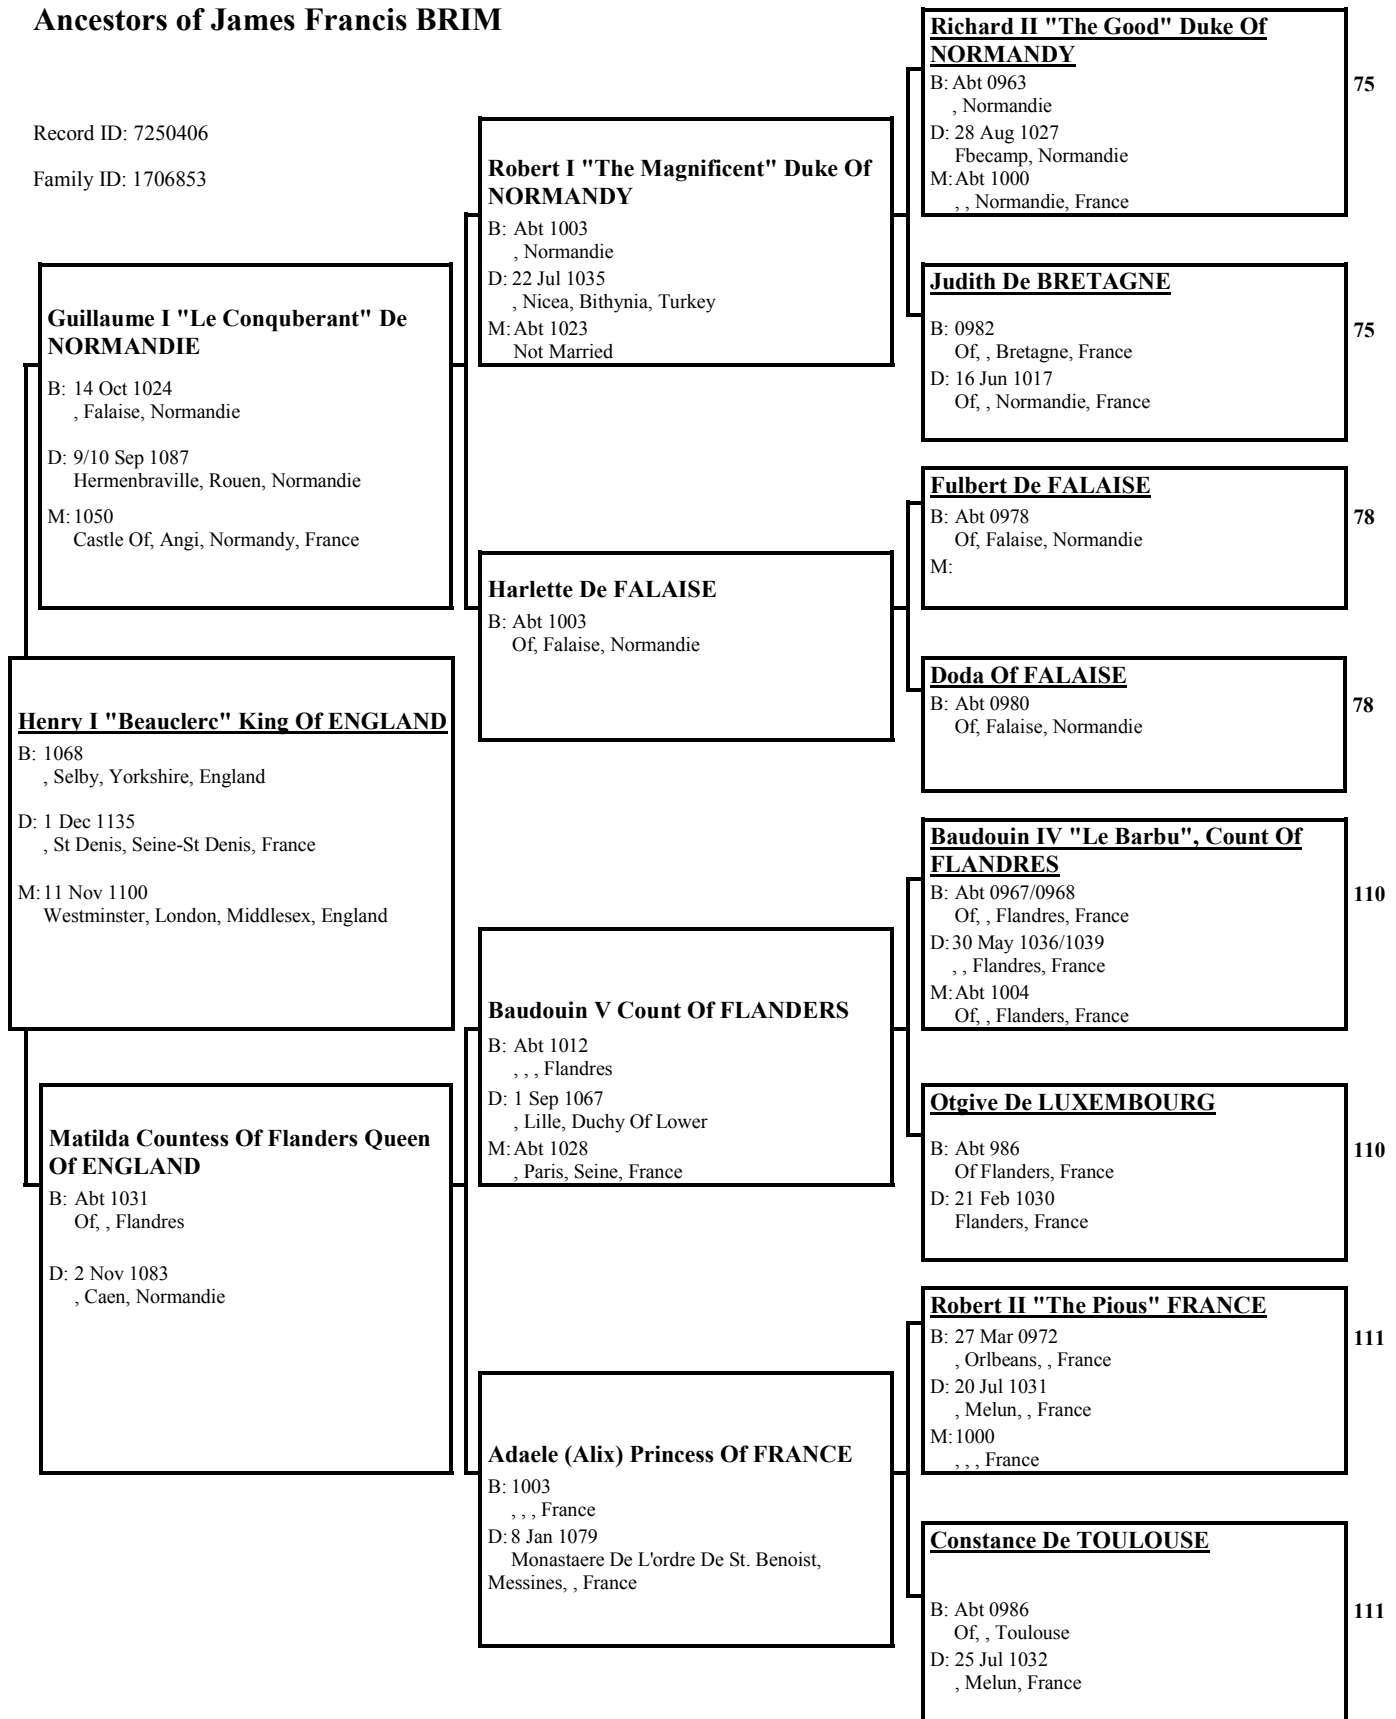 Ancestors of James Francis BRIM
Record ID: 7250406
Family ID: 1706853
Guillaume I "Le Conquberant" De
NORMANDIE
B: 14 Oct 1024
, Falaise, Normandie
D: 9/10 Sep 1087
Hermenbraville, Rouen, Normandie
M: 1050
Castle Of, Angi, Normandy, France
Henry I "Beauclerc" King Of ENGLAND
B: 1068
, Selby, Yorkshire, England
D: 1 Dec 1135
, St Denis, Seine-St Denis, France
M: 11 Nov 1100
Westminster, London, Middlesex, England
Matilda Countess Of Flanders Queen
Of ENGLAND
B: Abt 1031
Of, , Flandres
D: 2 Nov 1083
, Caen, Normandie
Robert I "The Magnificent" Duke Of
NORMANDY
B: Abt 1003
, Normandie
D: 22 Jul 1035
, Nicea, Bithynia, Turkey
M: Abt 1023
Not Married
Harlette De FALAISE
B: Abt 1003
Of, Falaise, Normandie
Baudouin V Count Of FLANDERS
B: Abt 1012
, , , Flandres
D: 1 Sep 1067
, Lille, Duchy Of Lower
M: Abt 1028
, Paris, Seine, France
Adaele (Alix) Princess Of FRANCE
B: 1003
, , , France
D: 8 Jan 1079
Monastaere De L'ordre De St. Benoist,
Messines, , France
Richard II "The Good" Duke Of
NORMANDY
B: Abt 0963
, Normandie
D: 28 Aug 1027
Fbecamp, Normandie
M: Abt 1000
, , Normandie, France
75
Judith De BRETAGNE
B: 0982
Of, , Bretagne, France
D: 16 Jun 1017
Of, , Normandie, France
75
Fulbert De FALAISE
B: Abt 0978
Of, Falaise, Normandie
M:
78
Doda Of FALAISE
B: Abt 0980
Of, Falaise, Normandie
78
Baudouin IV "Le Barbu", Count Of
FLANDRES
B: Abt 0967/0968
Of, , Flandres, France
D: 30 May 1036/1039
, , Flandres, France
M: Abt 1004
Of, , Flanders, France
110
Otgive De LUXEMBOURG
B: Abt 986
Of Flanders, France
D: 21 Feb 1030
Flanders, France
110
Robert II "The Pious" FRANCE
B: 27 Mar 0972
, Orlbeans, , France
D: 20 Jul 1031
, Melun, , France
M: 1000
, , , France
111
Constance De TOULOUSE
B: Abt 0986
Of, , Toulouse
D: 25 Jul 1032
, Melun, France
111